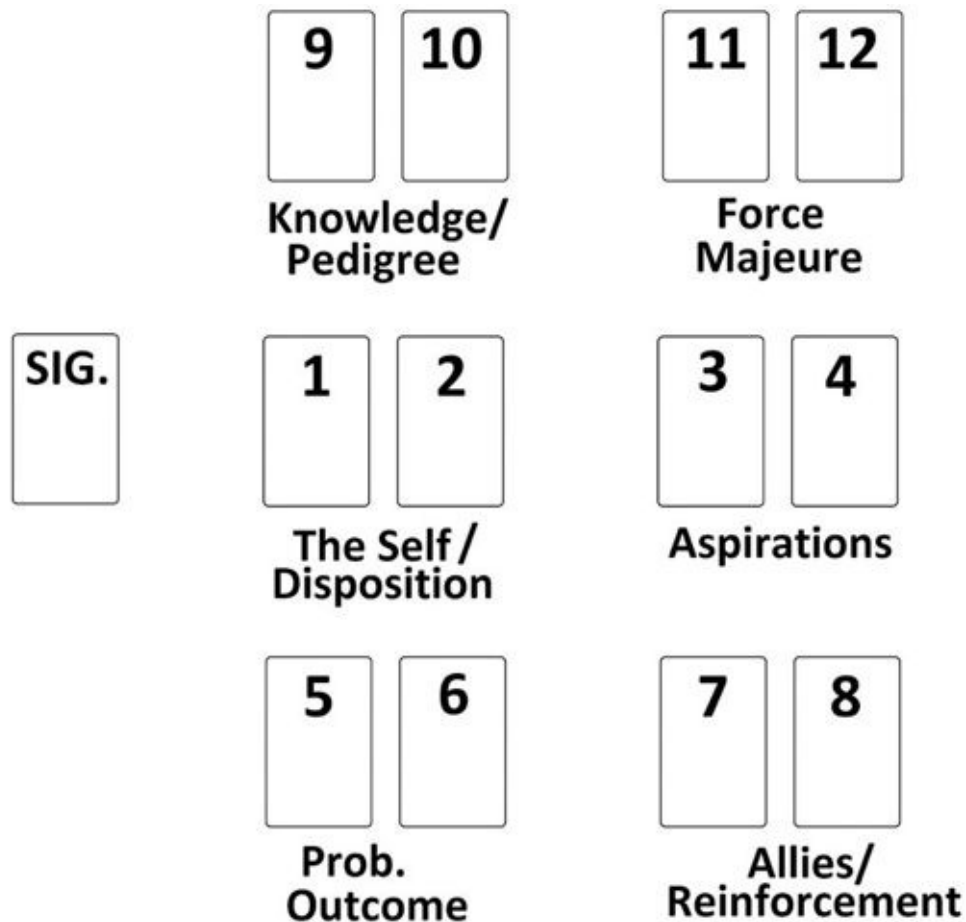 9 10 11 12
Knowledge/
Pedigree
Force
Majeure
SIG. 1 2 3 4
The Self /
Disposition
Aspirations
5 6 7 8
Prob.
Outcome
Allies/
Reinforcement